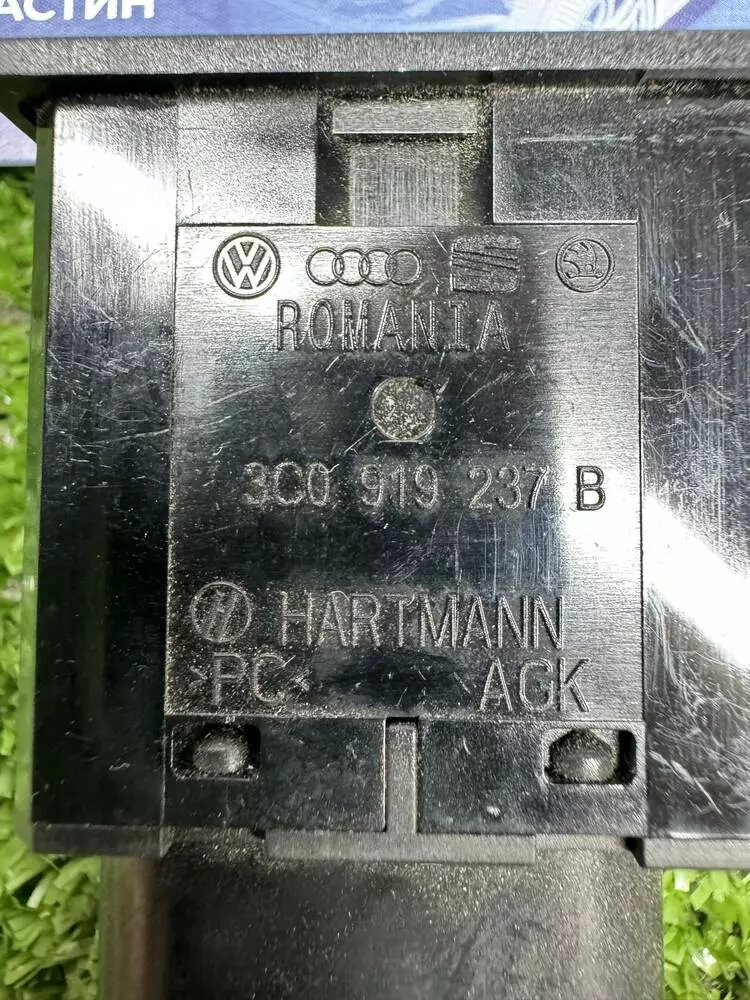 АСТИН
ROMANIA
3C0 919 237 B
HARTMANN
>PC< AGK